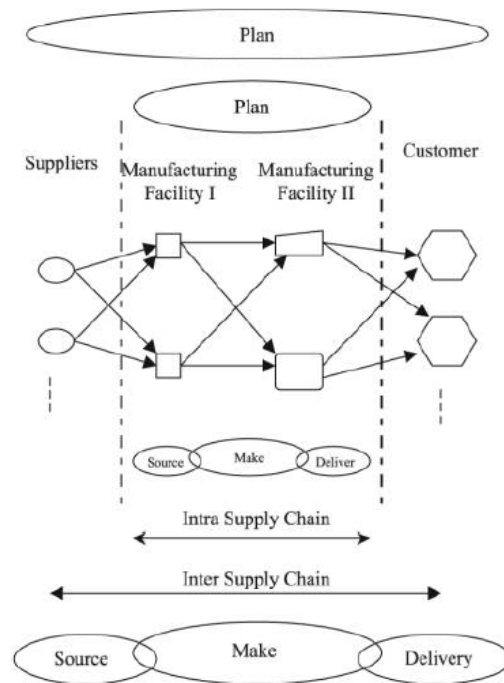 Plan
Plan
Suppliers
Manufacturing
Facility I
Manufacturing
Facility II
Customer
Source
Make
Deliver
Intra Supply Chain
Inter Supply Chain
Source
Make
Delivery